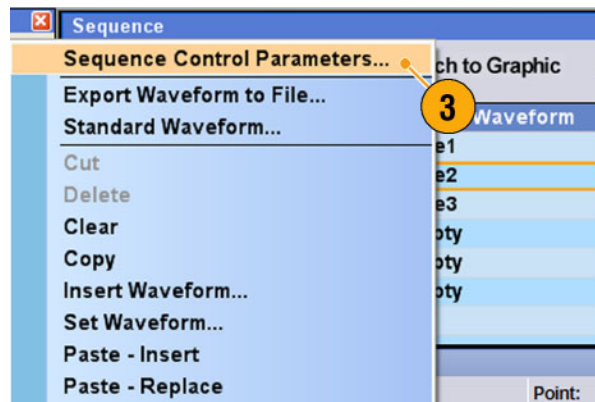 Sequence
Sequence Control Parameters...
ch to Graphic
3
Export Waveform to File...
Waveform
Standard Waveform...
e1
Cut
e2
Delete
e3
Clear
pty
Copy
pty
Insert Waveform...
pty
Set Waveform...
Paste - Insert
Paste - Replace
Point: